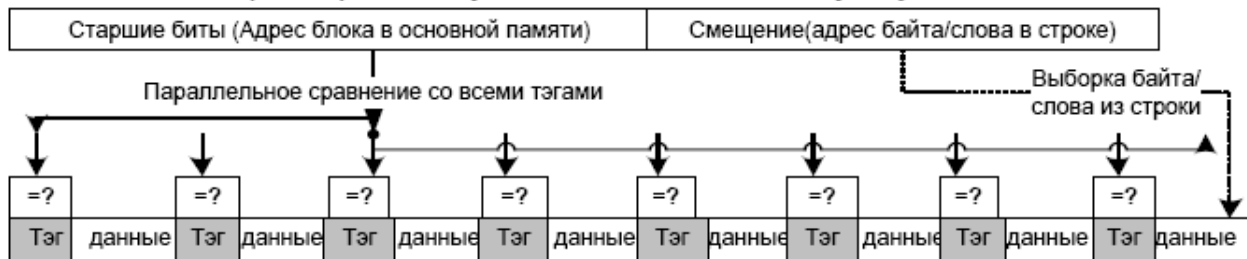 Старшие биты (Адрес блока в основной памяти) Смещение(адрес байта/слова в строке)
Параллельное сравнение со всеми тэгами
Выборка байта/
слова из строки
=? =? =? =? =? =? =? =?
Тэг данные Тэг данные Тэг данные Тэг данные Тэг данные Тэг данные Тэг данные Тэг данные